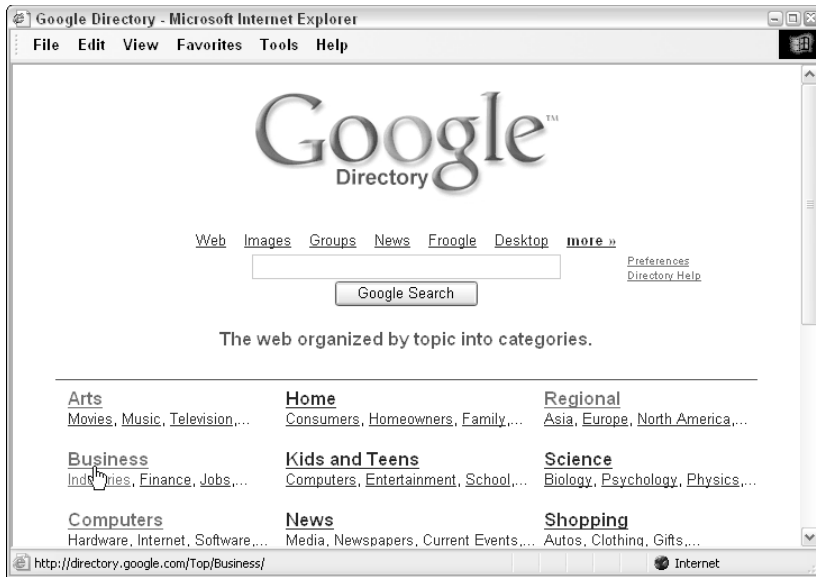 Google Directory - Microsoft Internet Explorer
File Edit View Favorites Tools Help
Google™
Directory
Web Images Groups News Froogle Desktop more »
Preferences
Directory Help
Google Search
The web organized by topic into categories.
Arts Home Regional
Movies, Music, Television,... Consumers, Homeowners, Family,... Asia, Europe, North America,...
Business Kids and Teens Science
Industries, Finance, Jobs,... Computers, Entertainment, School,... Biology, Psychology, Physics,...
Computers News Shopping
Hardware, Internet, Software,... Media, Newspapers, Current Events,... Autos, Clothing, Gifts,...
http://directory.google.com/Top/Business/ Internet